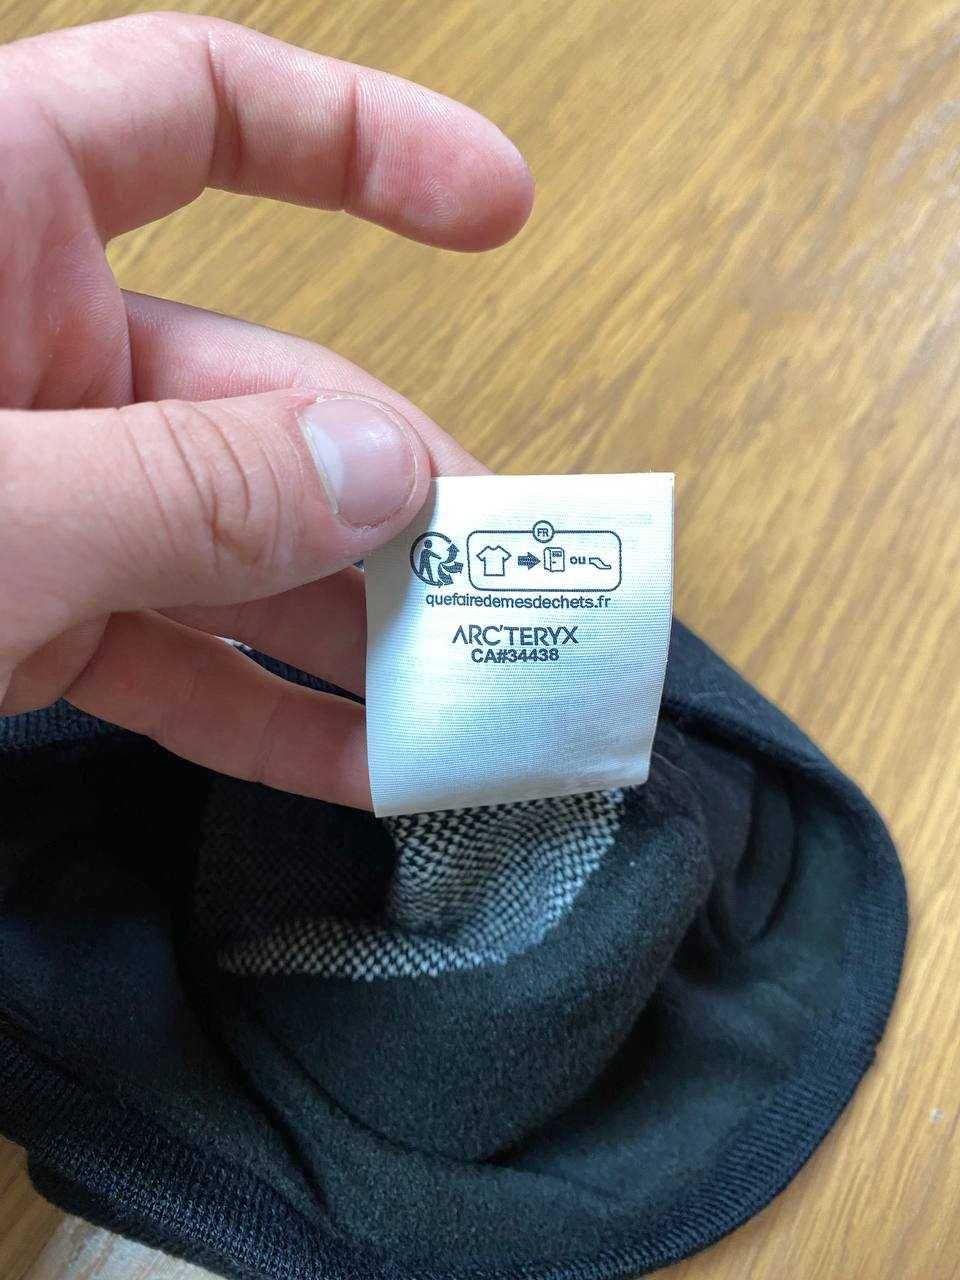 FR
ou
quefairedemesdechets.fr
ARC'TERYX
CA#34438